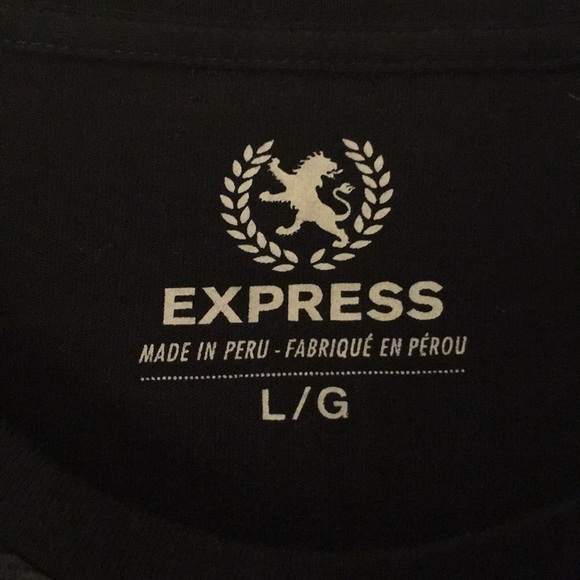 EXPRESS
MADE IN PERU - FABRIQUÉ EN PÉROU
L/G